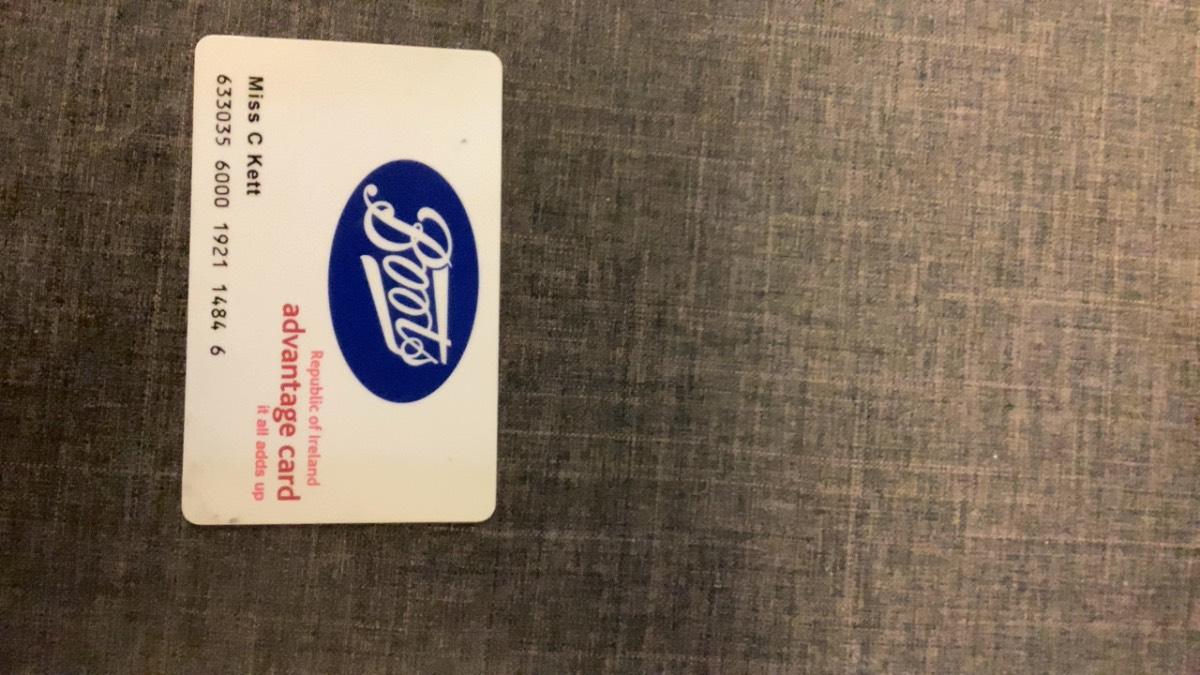 Boots
Republic of Ireland
advantage card
it all adds up
Miss C Kett
633035 6000 1921 1484 6